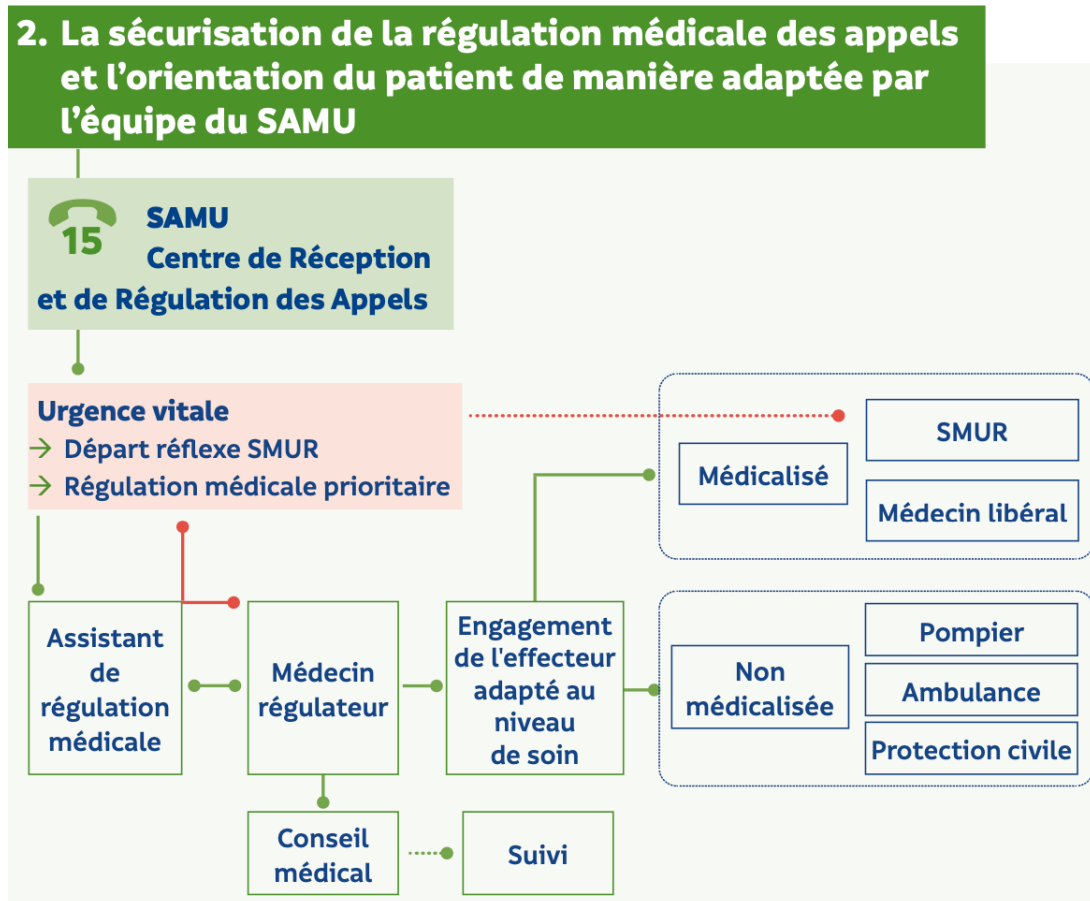 2. La sécurisation de la régulation médicale des appels
et l’orientation du patient de manière adaptée par
l’équipe du SAMU
15
SAMU
Centre de Réception
et de Régulation des Appels
Urgence vitale
→ Départ réflexe SMUR
→ Régulation médicale prioritaire
Médicalisé
SMUR
Médecin libéral
Assistant
de
régulation
médicale
Médecin
régulateur
Engagement
de l'effecteur
adapté au
niveau
de soin
Non
médicalisée
Pompier
Ambulance
Protection civile
Conseil
médical
Suivi